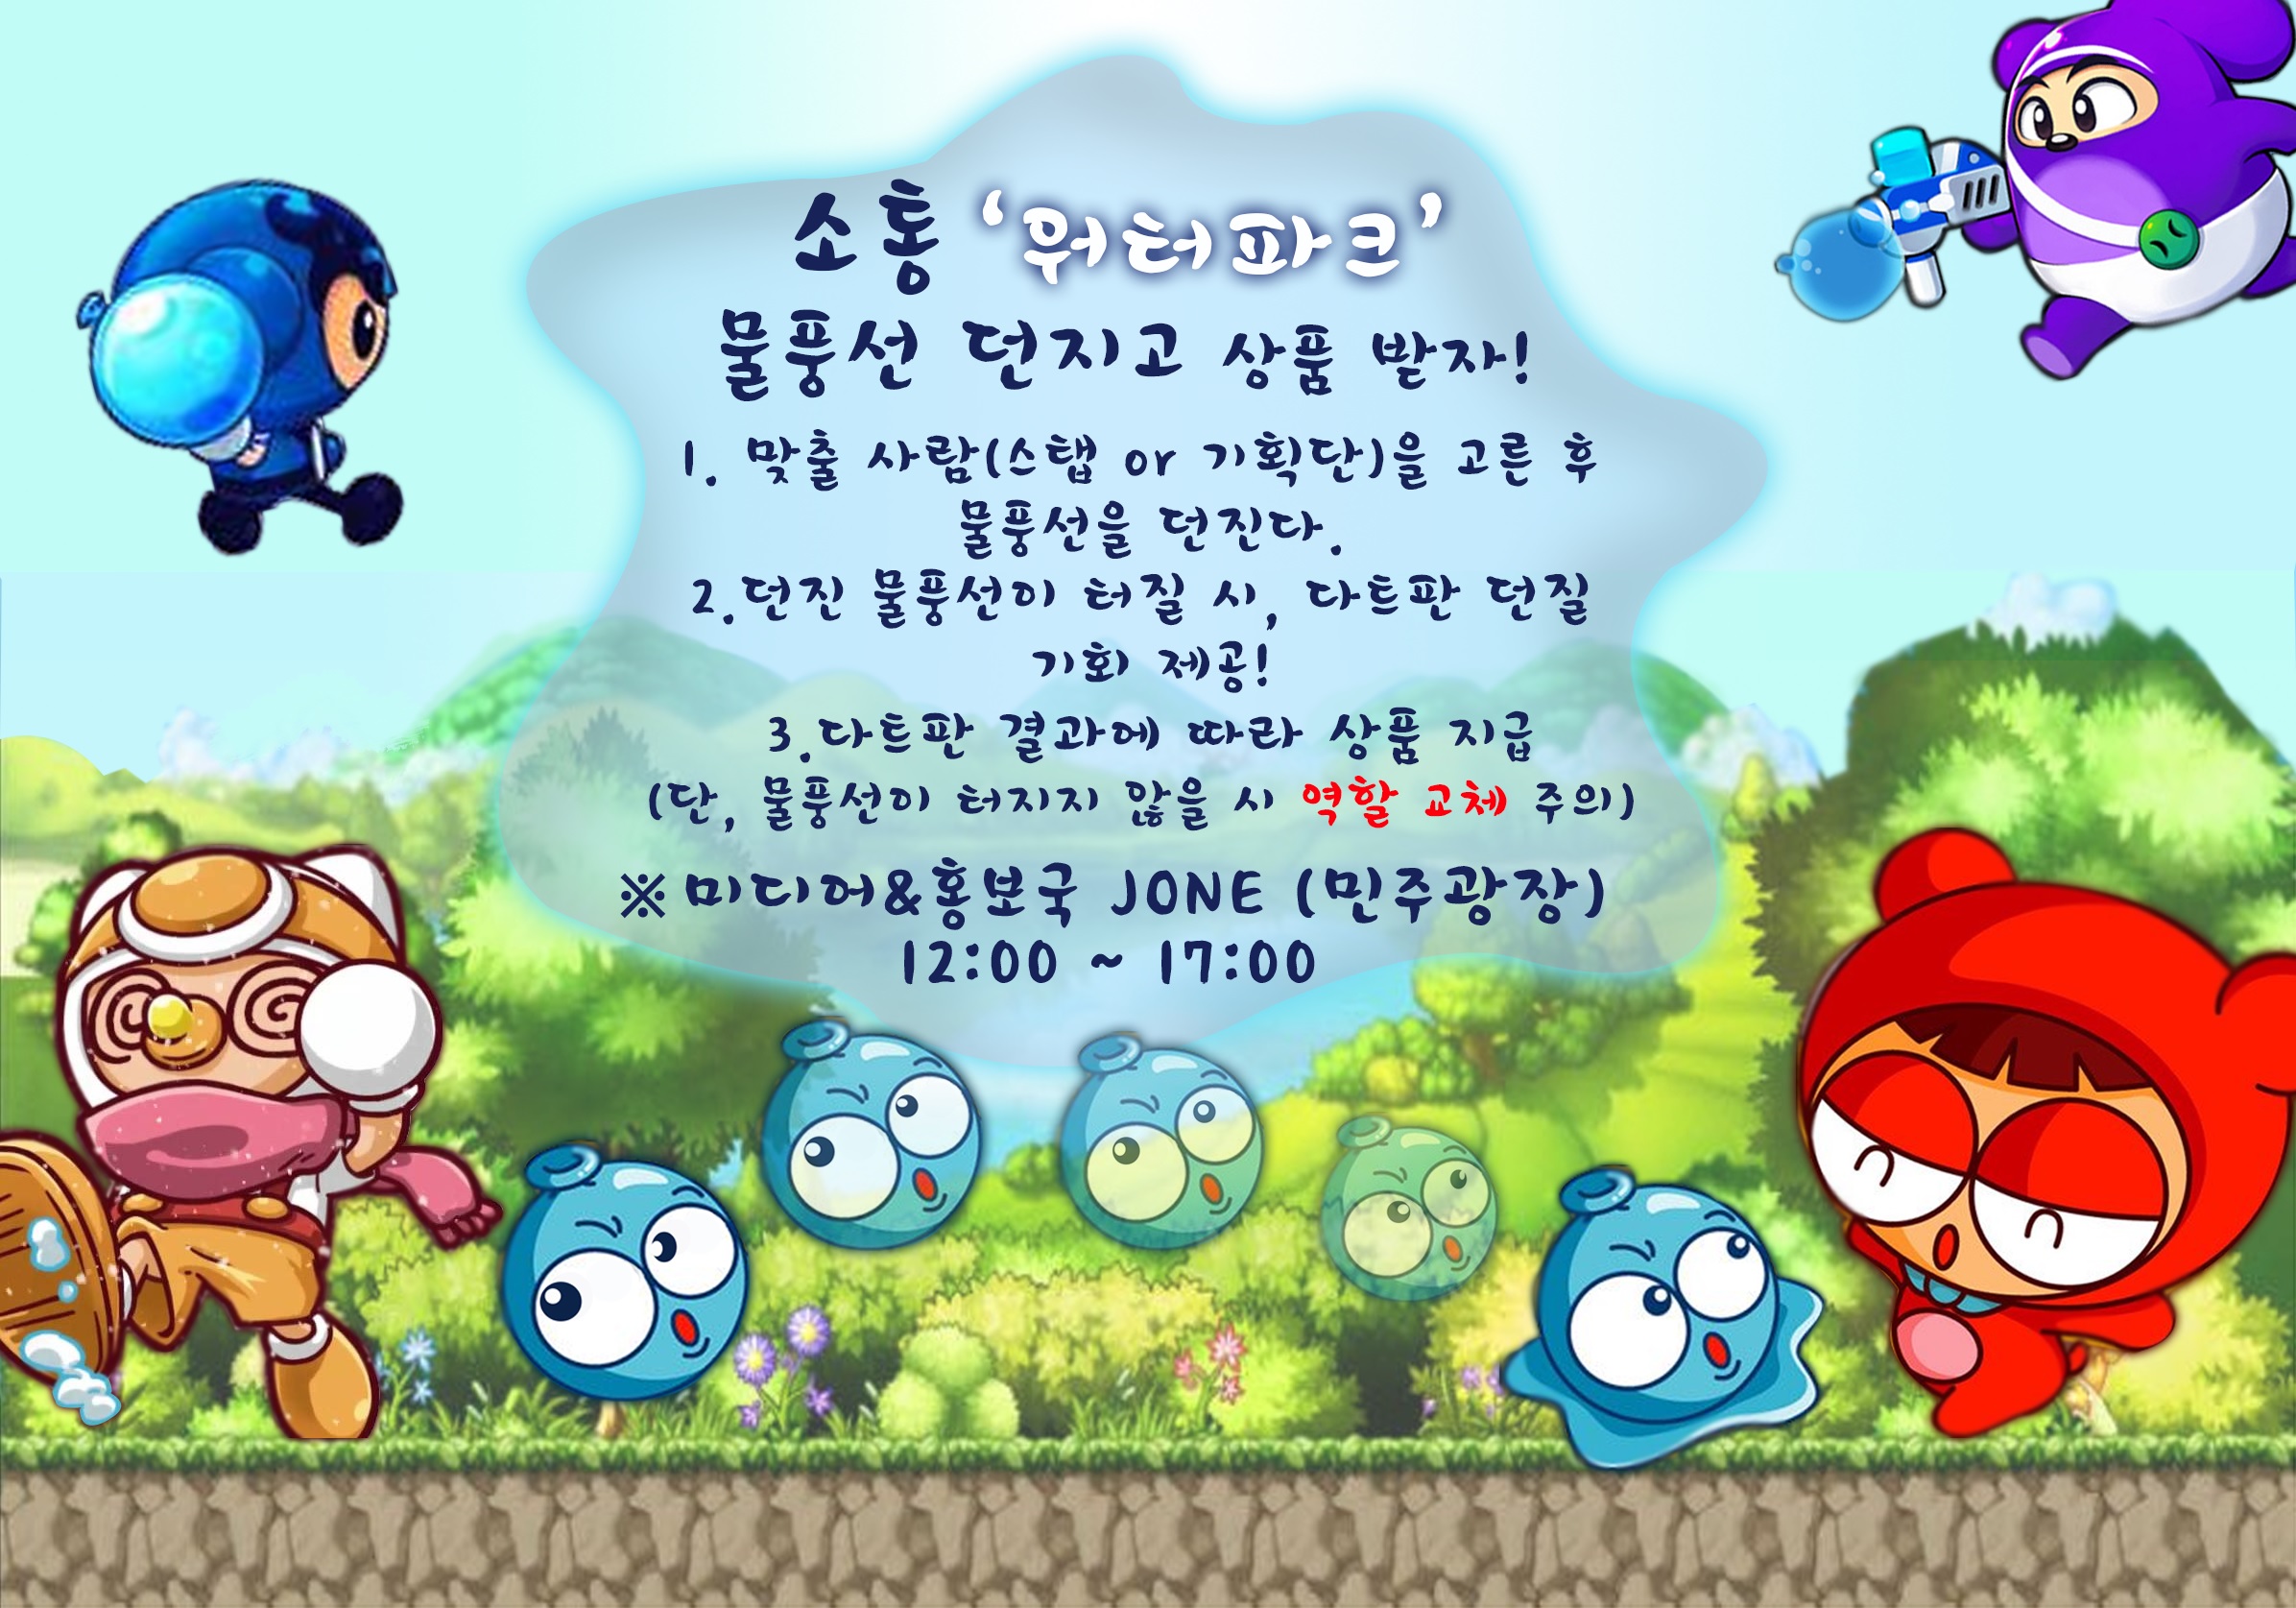 소통 '워터파크'
물풍선 던지고 상품 받자!
1. 맞출 사람(스탭 or 기획단)을 고른 후
물풍선을 던진다.
2.던진 물풍선이 터질 시, 다트판 던질
기회 제공!
3.다트판 결과에 따라 상품 지급
(단, 물풍선이 터지지 않을 시 역할 교체 주의)
※미디어&홍보국 JONE (민주광장)
12:00 ~ 17:00